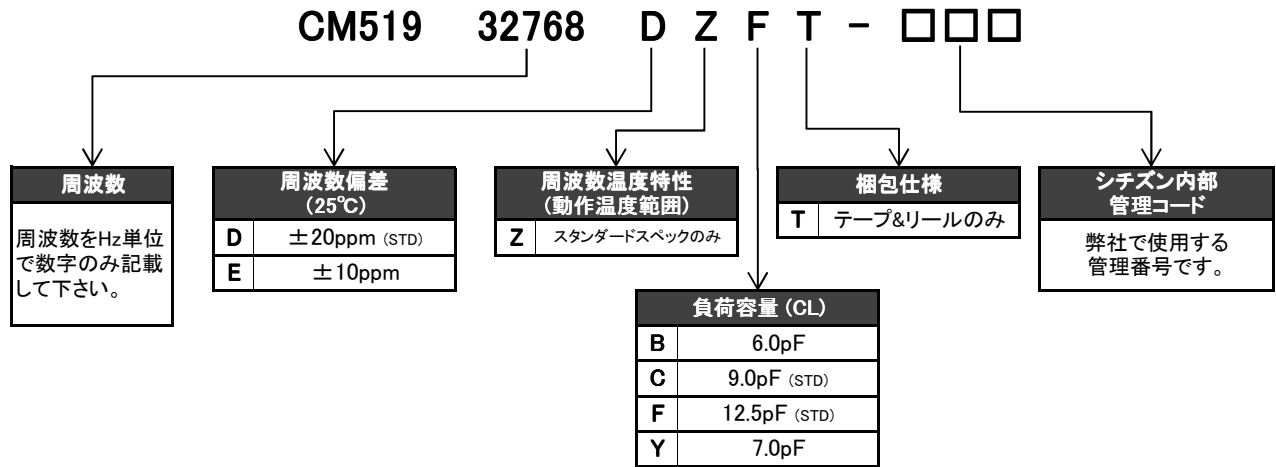 CM519 32768 D Z F T - □□□
周波数
周波数をHz単位
で数字のみ記載
して下さい。
周波数偏差
(25℃)
D ±20ppm (STD)
E ±10ppm
周波数温度特性
(動作温度範囲)
Z スタンダードスペックのみ
梱包仕様
T テープ&リールのみ
シチズン内部
管理コード
弊社で使用する
管理番号です。
負荷容量 (CL)
B 6.0pF
C 9.0pF (STD)
F 12.5pF (STD)
Y 7.0pF